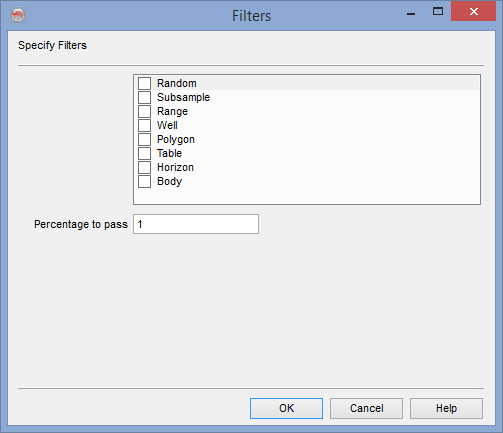 Filters
Specify Filters
Random
Subsample
Range
Well
Polygon
Table
Horizon
Body
Percentage to pass 1
OK Cancel Help